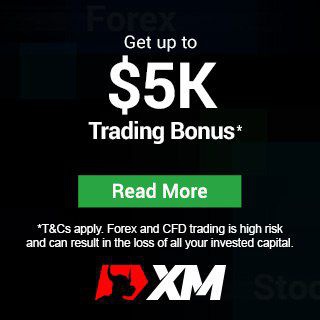 Forex
Get up to
$5K
Trading Bonus*
Read More
*T&Cs apply. Forex and CFD trading is high risk
and can result in the loss of all your invested capital.
XM